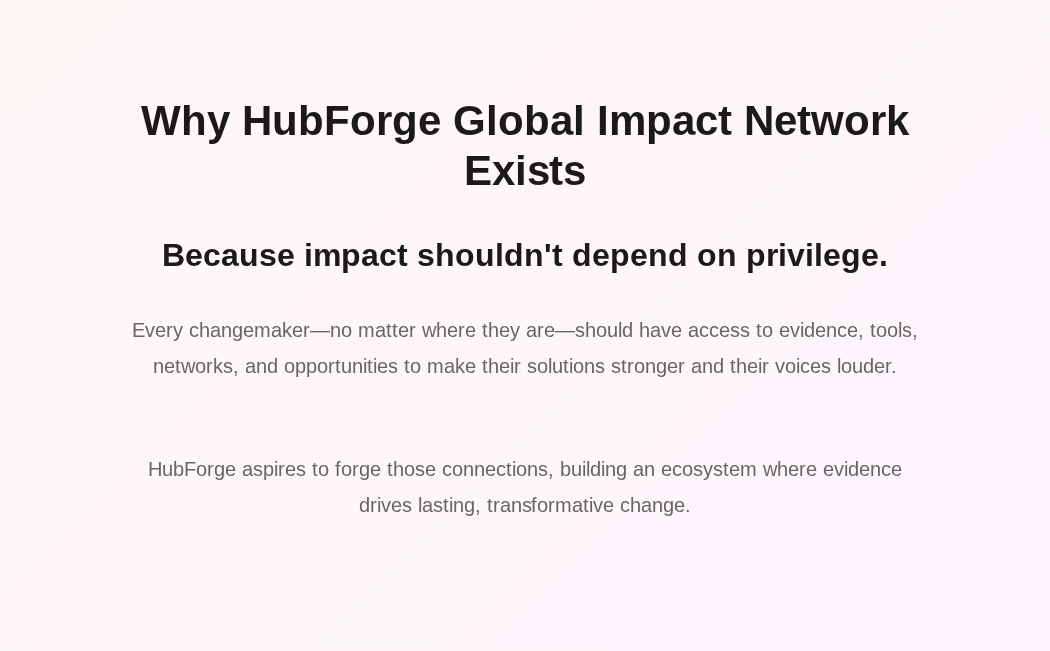 Why HubForge Global Impact Network
Exists
Because impact shouldn't depend on privilege.
Every changemaker—no matter where they are—should have access to evidence, tools,
networks, and opportunities to make their solutions stronger and their voices louder.
HubForge aspires to forge those connections, building an ecosystem where evidence
drives lasting, transformative change.